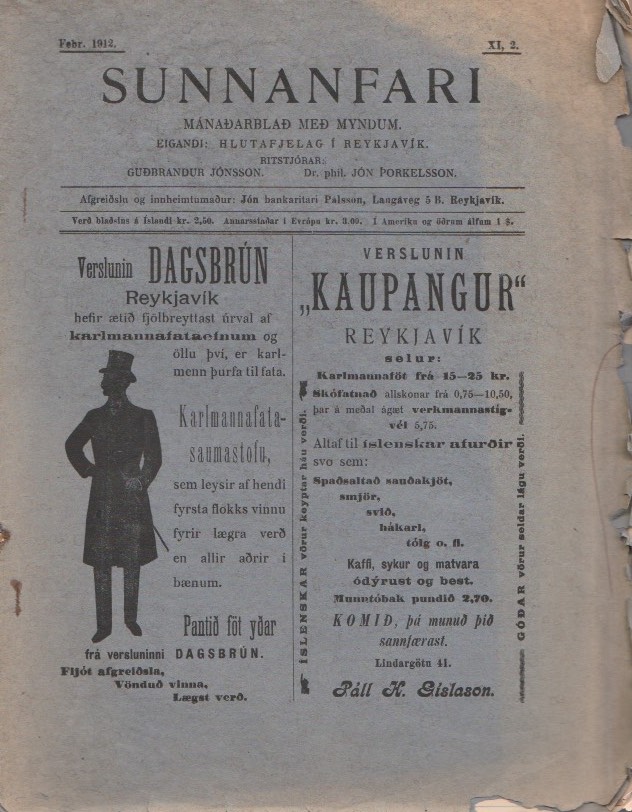 Febr. 1912.
XI, 2.
SUNNANFARI
MÁNAÐARBLAÐ MEÐ MYNDUM.
EIGANDI: HLUTAFJELAG Í REYKJAVÍK.
RITSTJÓRAR:
GUÐBRANDUR JÓNSSON. Dr. phil. JÓN ÞORKELSSON.
Afgreiðslu og innheimtumaður: Jón bankaritari Pálsson, Laugáveg 5 B. Reykjavík.
Verð blaðsins á Íslandi kr. 2,50. Annarsstaðar í Evrápu kr. 3,00. Í Ameríku og öðrum álfum 1 $.
Verslunin DAGSBRÚN
Reykjavík
hefir ætíð fjölbreyttast úrval af
karlmannafataefnum og
öllu því, er karl-
menn þurfa til fata.
Karlmannafata-
saumastofu,
sem leysir af hendi
fyrsta flokks vinnu
fyrir lægra verð
en allir aðrir í
bænum.
Pantið föt yðar
frá versluninni DAGSBRÚN.
Fljót afgreiðsla,
Vönduð vinna,
Lægst verð.
VERSLUNIN
„KAUPANGUR“
REYKJAVÍK
selur:
Karlmannaföt frá 15—25 kr.
Skófatnað allskonar frá 0,75—10,50,
þar á meðal ágæt verkmannastíg-
vél 5,75.
Altaf til íslenskar afurðir
svo sem:
Spaðsaltað sauðakjöt,
smjör,
svið,
hákarl,
tólg o. fl.
Kaffi, sykur og matvara
ódýrust og best.
Munntóbak pundið 2,70.
KOMIÐ, þá munuð þið
sannfærast.
Lindargötu 41.
Páll H. Gíslason.
ÍSLENSKAR vörur keyptar háu verði.
GÓÐAR vörur seldar lágu verði.